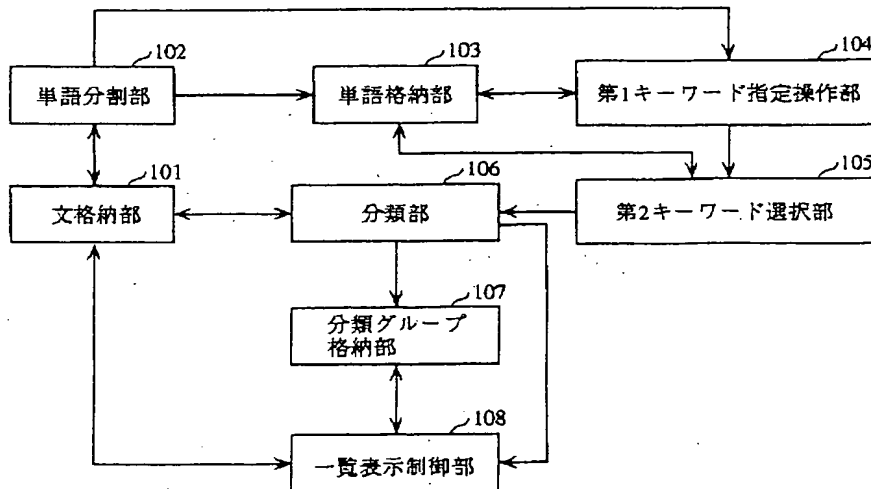 102
単語分割部
103
単語格納部
104
第1キーワード指定操作部
101
文格納部
106
分類部
105
第2キーワード選択部
107
分類グループ
格納部
108
一覧表示制御部